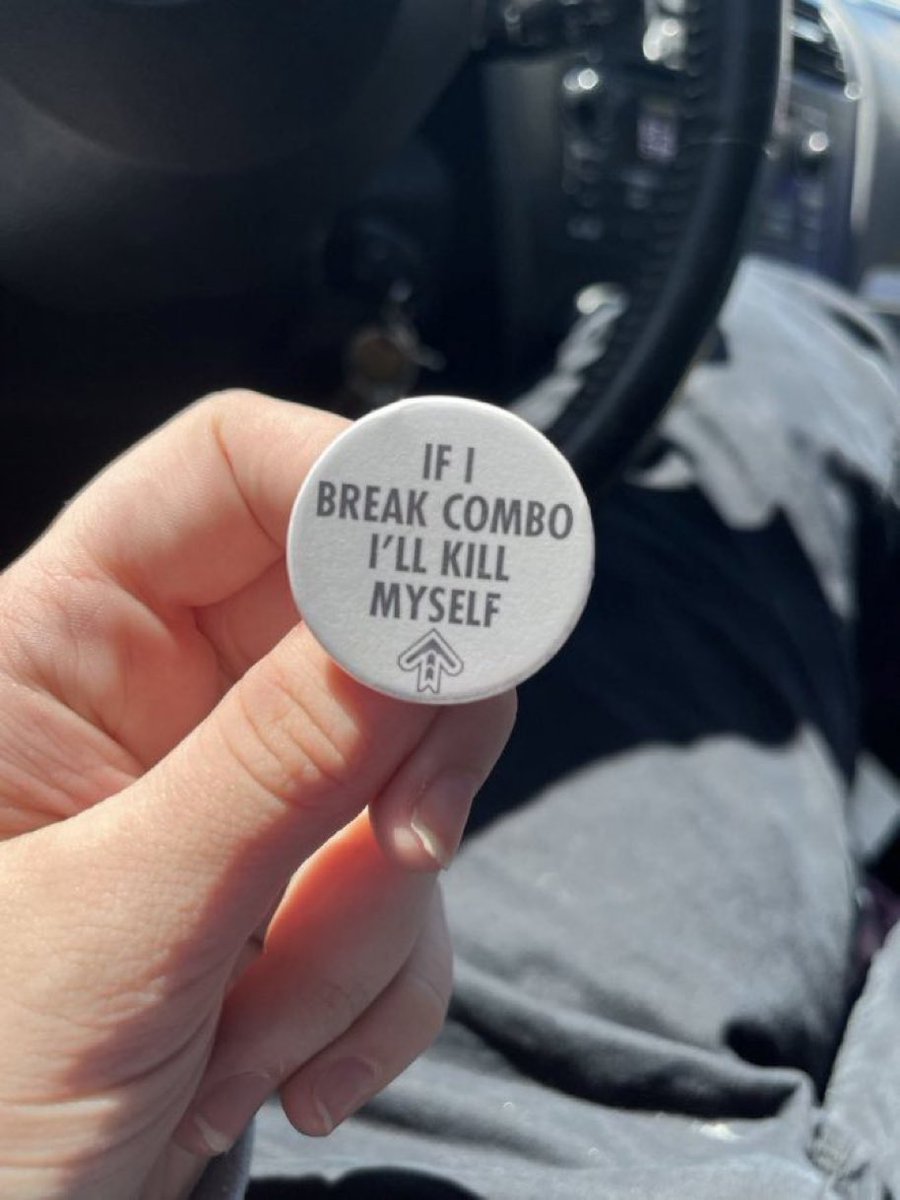 IF I
BREAK COMBO
I'LL KILL
MYSELF